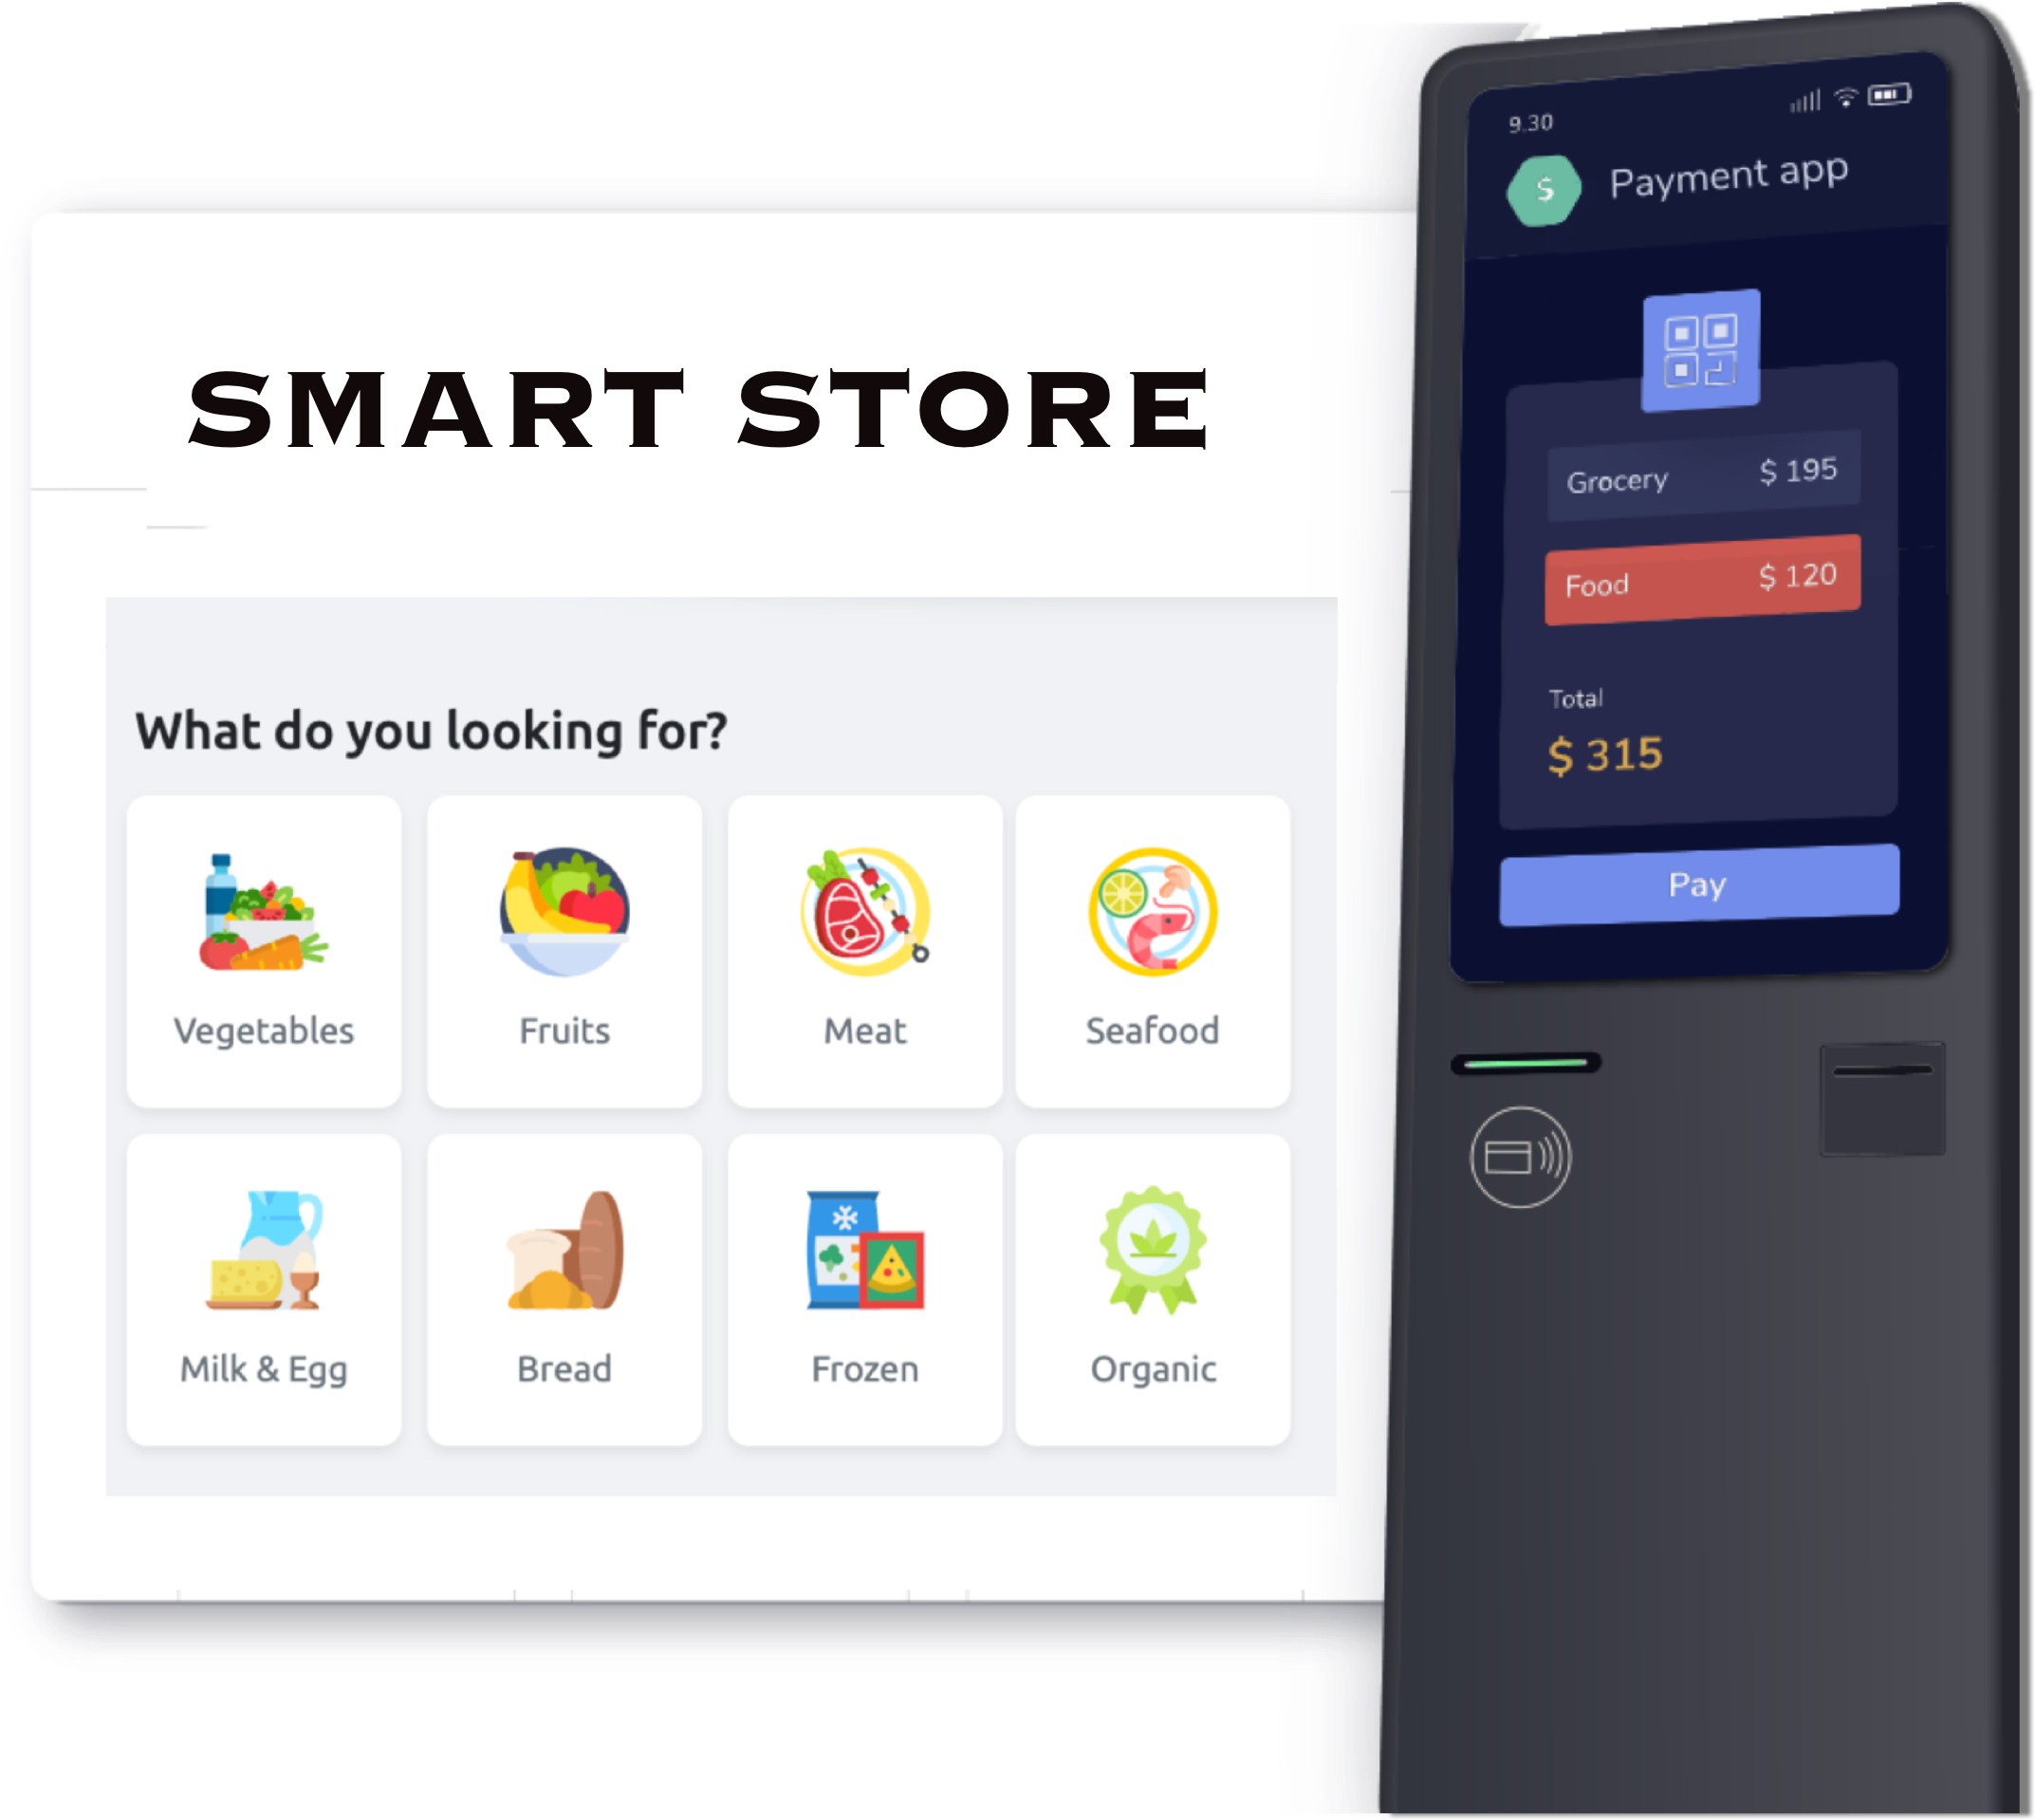 SMART STORE
What do you looking for?
Vegetables
Fruits
Meat
Seafood
Milk & Egg
Bread
Frozen
Organic
9.30
$
Payment app
Grocery $ 195
Food $ 120
Total
$ 315
Pay